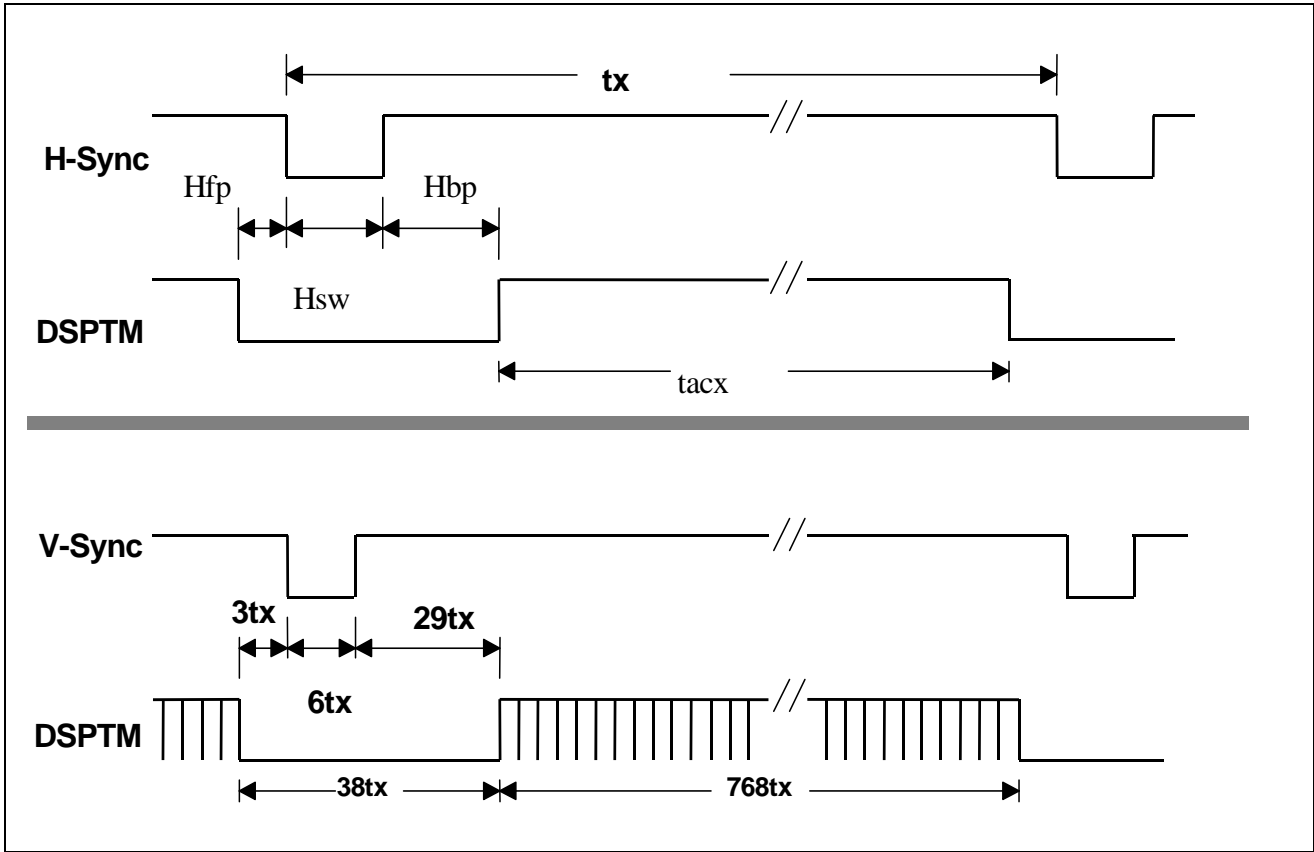 tx
H-Sync
Hfp
Hbp
Hsw
DSPTM
tacx
V-Sync
3tx
29tx
6tx
DSPTM
38tx
768tx